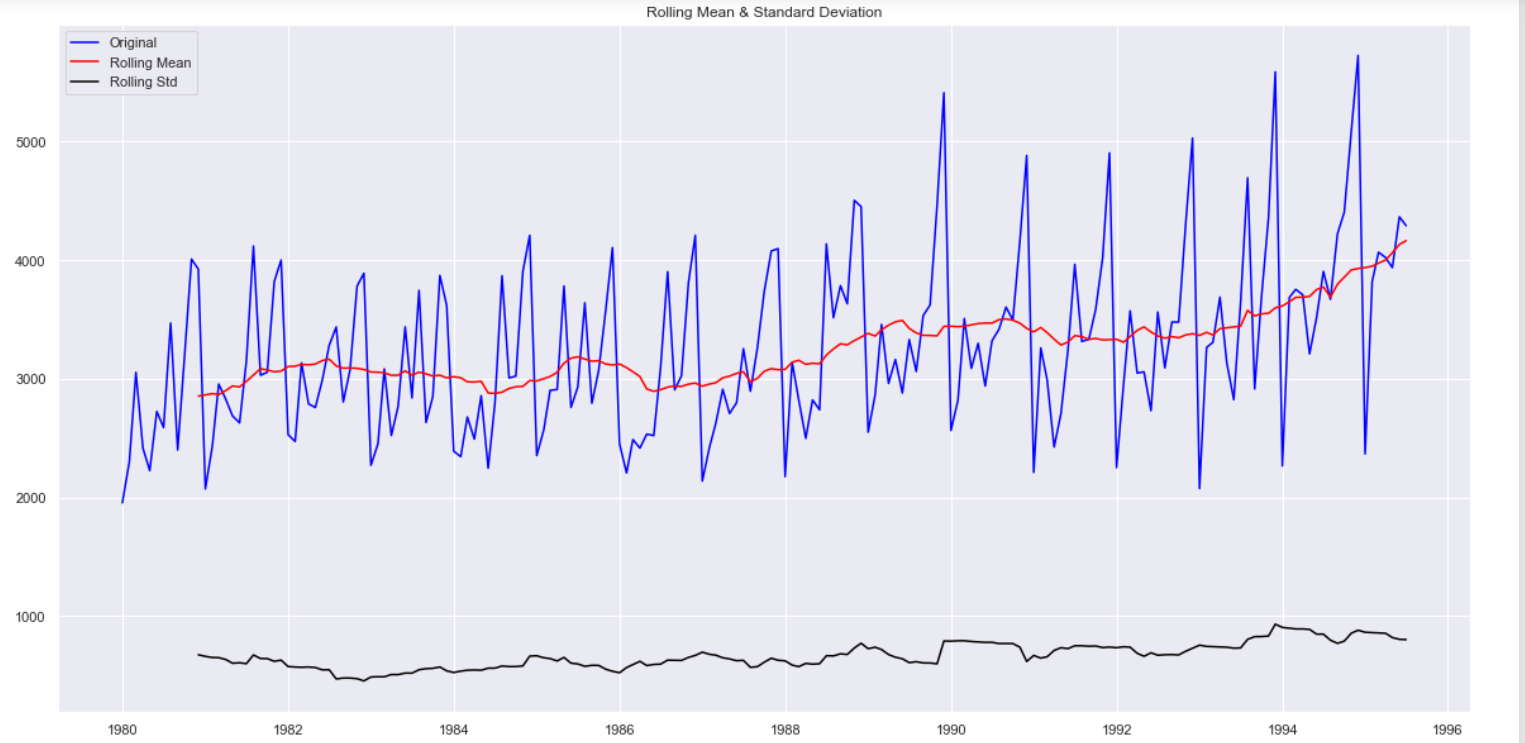 Rolling Mean & Standard Deviation
Original
Rolling Mean
Rolling Std
5000
4000
3000
2000
1000
1980 1982 1984 1986 1988 1990 1992 1994 1996